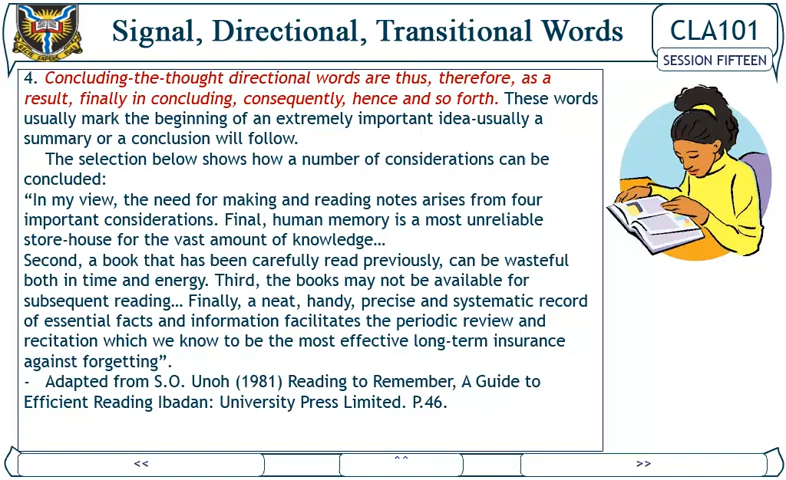 Signal, Directional, Transitional Words
CLA101
SESSION FIFTEEN
4. Concluding-the-thought directional words are thus, therefore, as a
result, finally in concluding, consequently, hence and so forth. These words
usually mark the beginning of an extremely important idea-usually a
summary or a conclusion will follow.
The selection below shows how a number of considerations can be
concluded:
“In my view, the need for making and reading notes arises from four
important considerations. Final, human memory is a most unreliable
store-house for the vast amount of knowledge…
Second, a book that has been carefully read previously, can be wasteful
both in time and energy. Third, the books may not be available for
subsequent reading… Finally, a neat, handy, precise and systematic record
of essential facts and information facilitates the periodic review and
recitation which we know to be the most effective long-term insurance
against forgetting”.
- Adapted from S.O. Unoh (1981) Reading to Remember, A Guide to
Efficient Reading Ibadan: University Press Limited. P.46.
<< ^^ >>